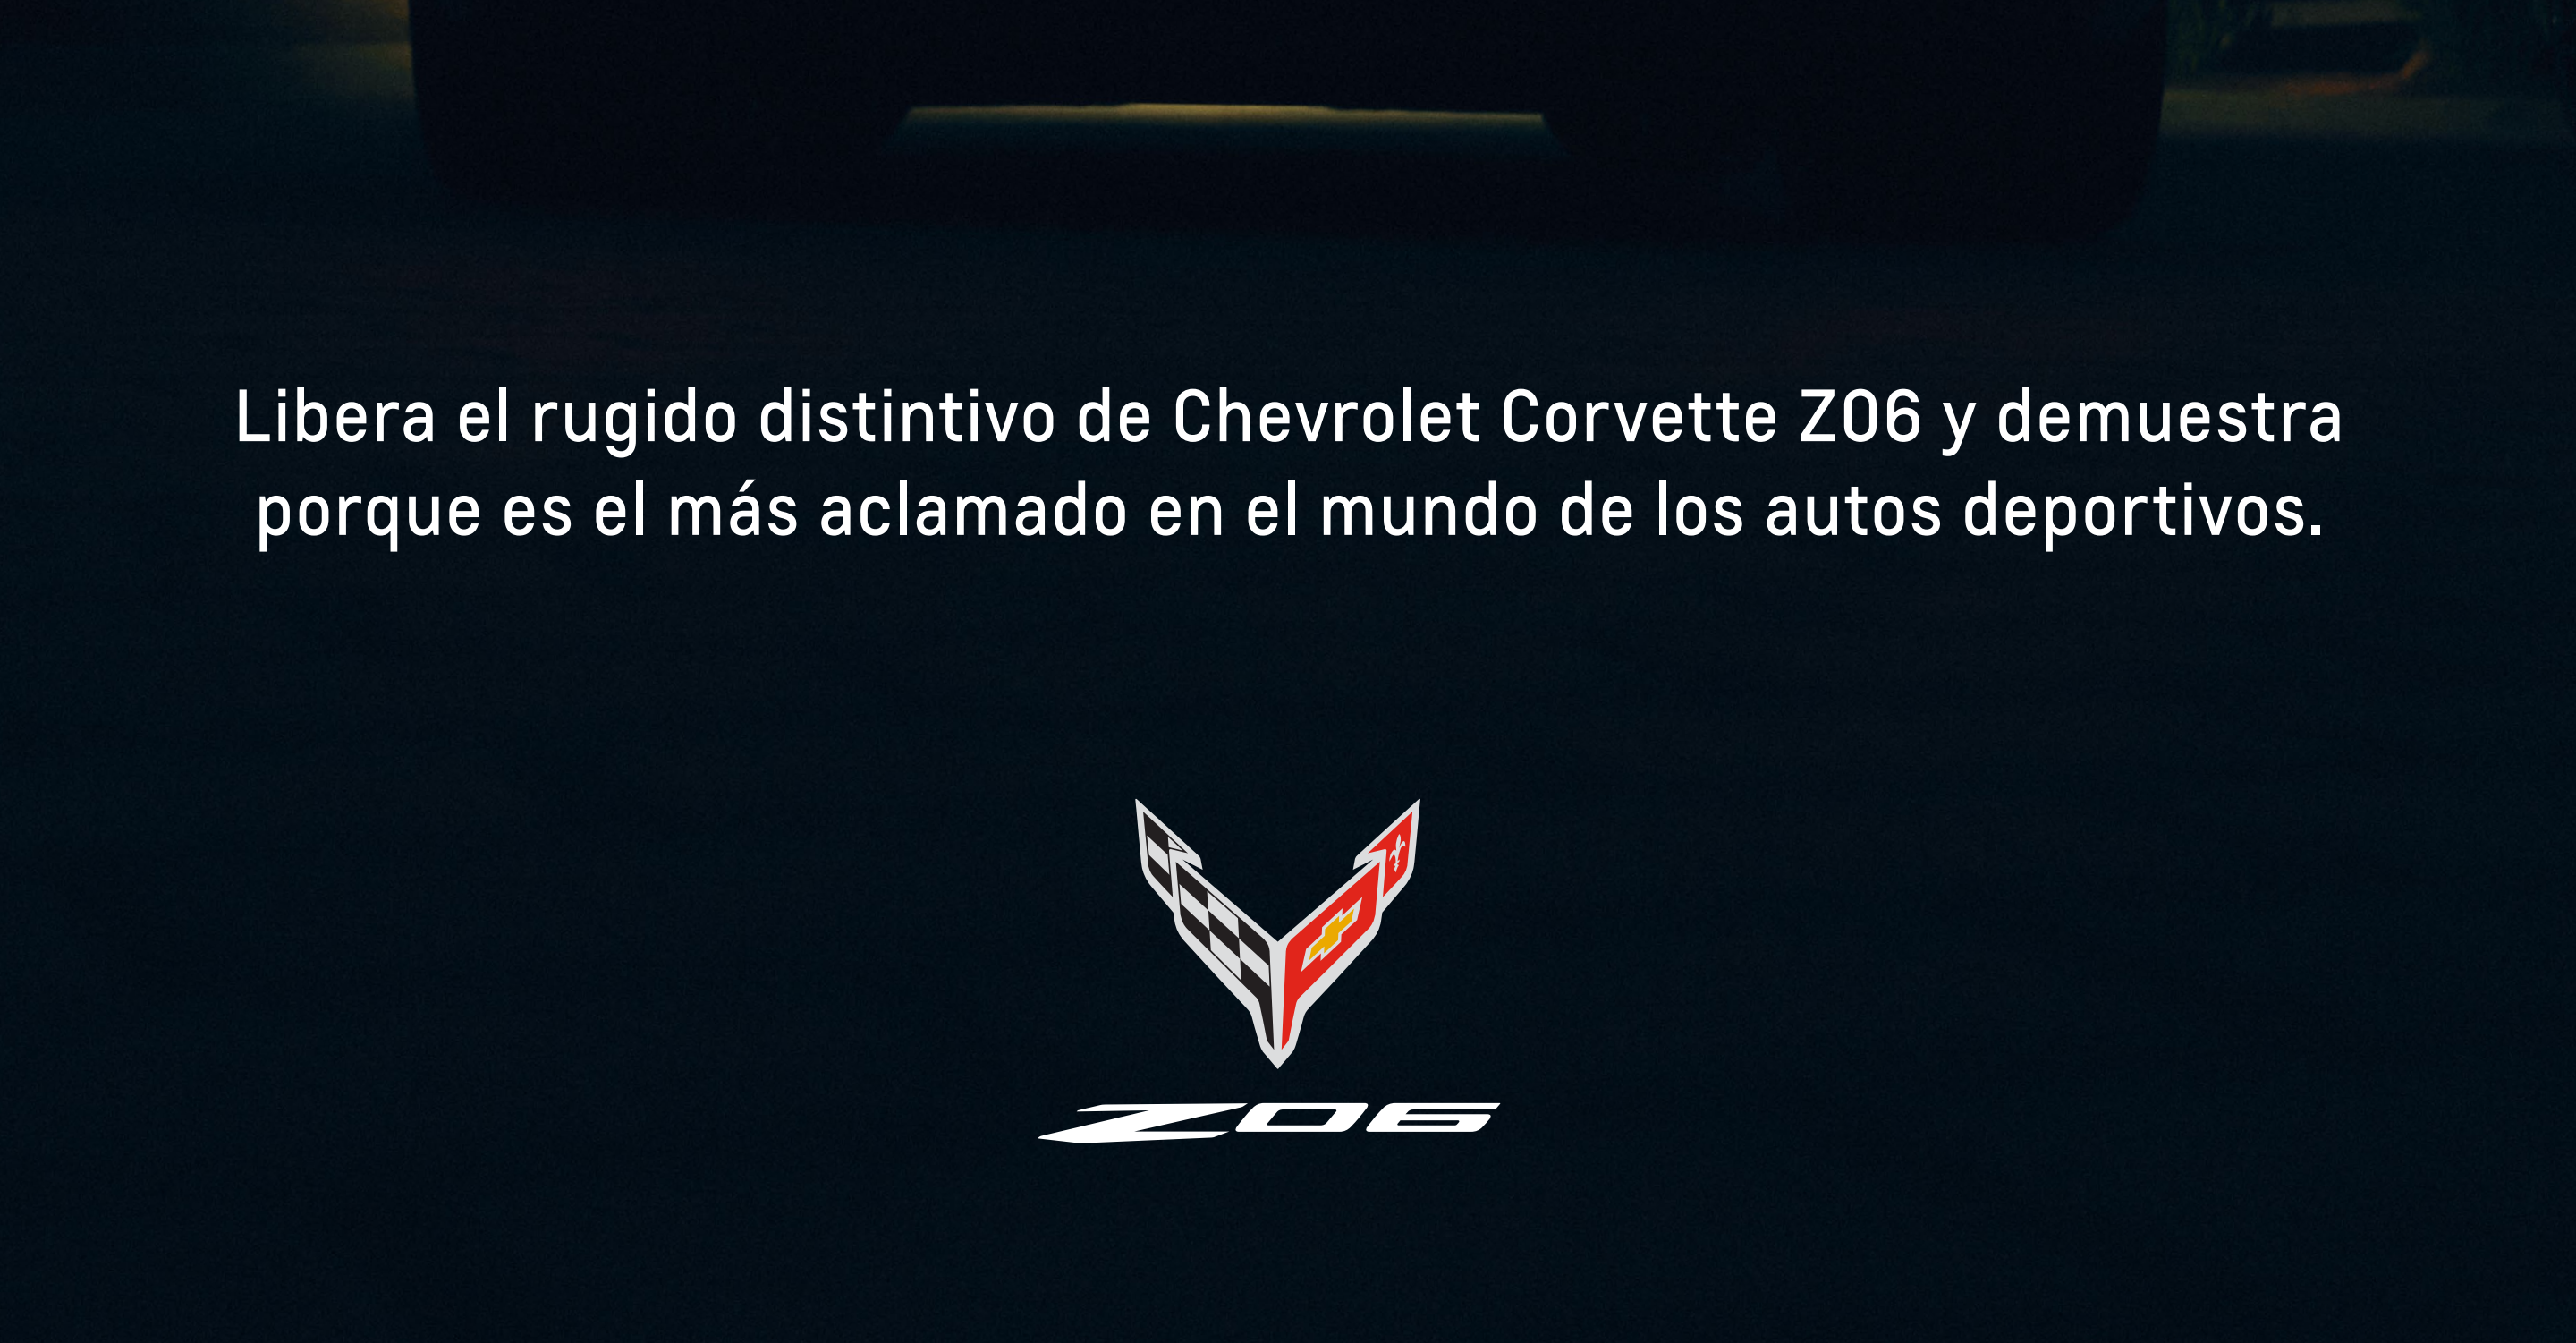 Libera el rugido distintivo de Chevrolet Corvette Z06 y demuestra
porque es el más aclamado en el mundo de los autos deportivos.
Z06